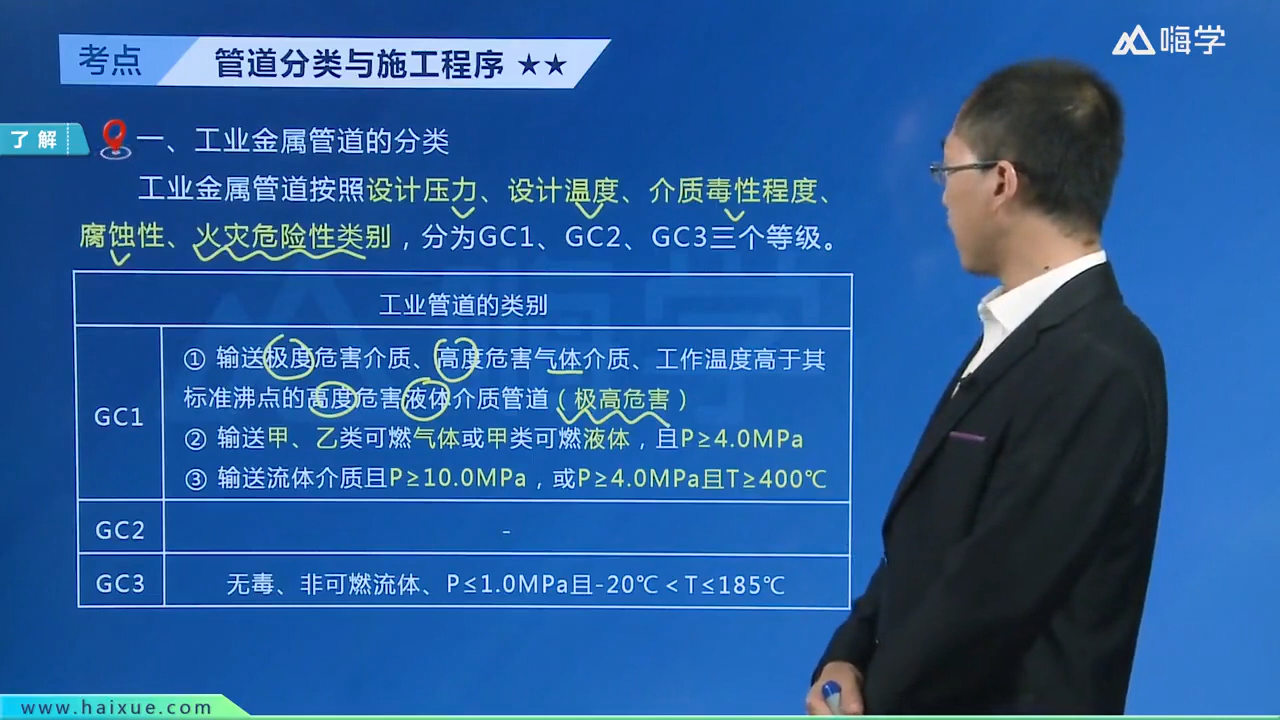 考点 管道分类与施工程序 ★★
嗨学
了解
一、工业金属管道的分类
工业金属管道按照设计压力、设计温度、介质毒性程度、
腐蚀性、火灾危险性类别，分为GC1、GC2、GC3三个等级。
工业管道的类别
GC1
① 输送极度危害介质、高度危害气体介质、工作温度高于其
标准沸点的高度危害液体介质管道（极高危害）
② 输送甲、乙类可燃气体或甲类可燃液体，且P≥4.0MPa
③ 输送流体介质且P≥10.0MPa，或P≥4.0MPa且T≥400℃
GC2
-
GC3
无毒、非可燃流体、P≤1.0MPa且-20℃＜T≤185℃
www.haixue.com